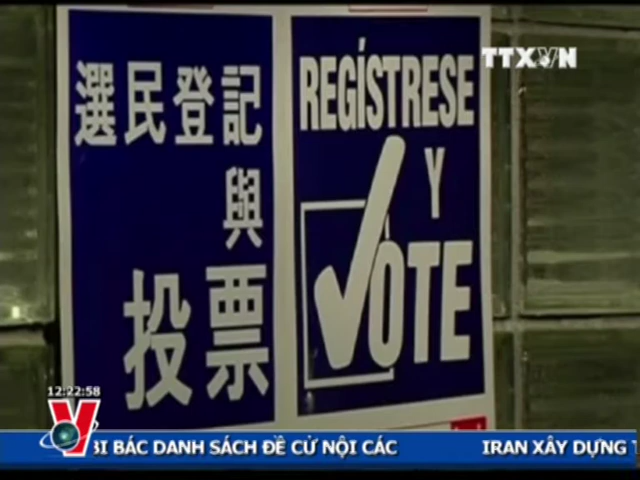 選民登記
與
投票
REGÍSTRESE
Y
VOTE
TTXVN
12:22:58
BỊ BÁC DANH SÁCH ĐỀ CỬ NỘI CÁC
IRAN XÂY DỰNG